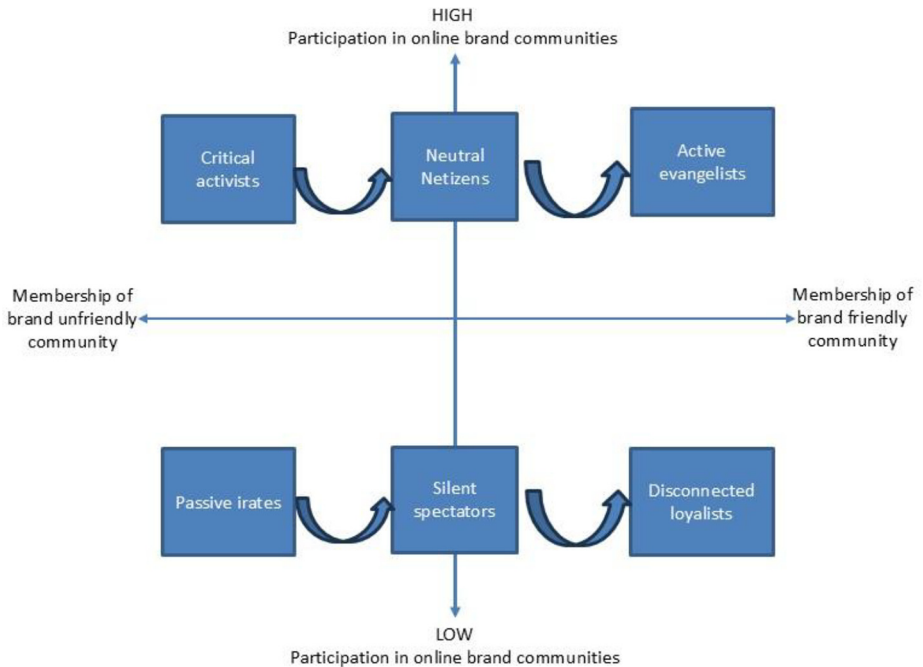 HIGH
Participation in online brand communities
Critical
activists
Neutral
Netizens
Active
evangelists
Membership of
brand unfriendly
community
Membership of
brand friendly
community
Passive irates
Silent
spectators
Disconnected
loyalists
LOW
Participation in online brand communities